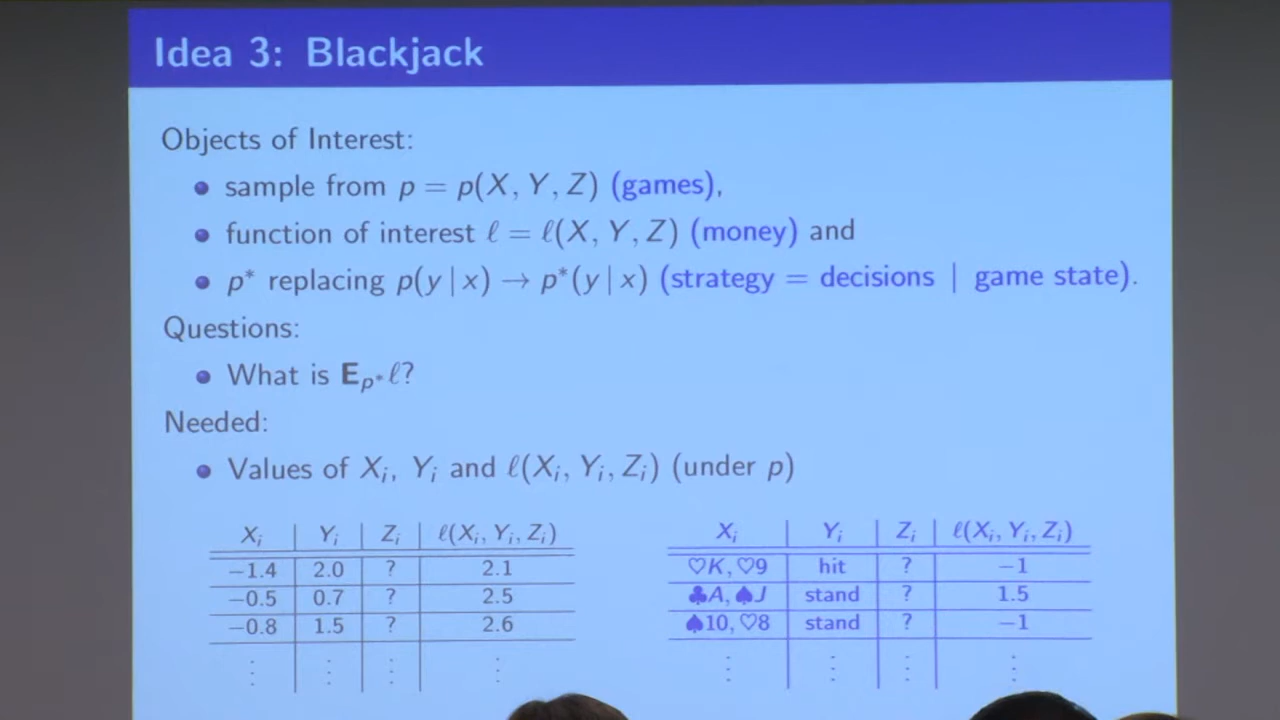 Idea 3: Blackjack
Objects of Interest:
• sample from p = p(X, Y, Z) (games),
• function of interest ℓ = ℓ(X, Y, Z) (money) and
• p* replacing p(y | x) → p*(y | x) (strategy = decisions | game state).
Questions:
• What is E_{p*} ℓ?
Needed:
• Values of X_i, Y_i and ℓ(X_i, Y_i, Z_i) (under p)
X_i | Y_i | Z_i | ℓ(X_i, Y_i, Z_i)
−1.4 | 2.0 | ? | 2.1
−0.5 | 0.7 | ? | 2.5
−0.8 | 1.5 | ? | 2.6
⋮ | ⋮ | ⋮ | ⋮
X_i | Y_i | Z_i | ℓ(X_i, Y_i, Z_i)
♡K, ♡9 | hit | ? | −1
♣A, ♠J | stand | ? | 1.5
♠10, ♡8 | stand | ? | −1
⋮ | ⋮ | ⋮ | ⋮